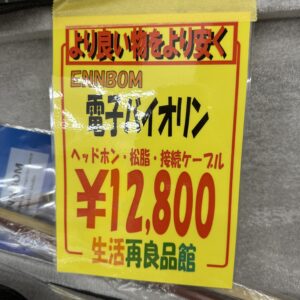 より良い物をより安く
ENNBOM
電子バイオリン
ヘッドホン・松脂・接続ケーブル
¥12,800
生活再良品館
ENNBOM